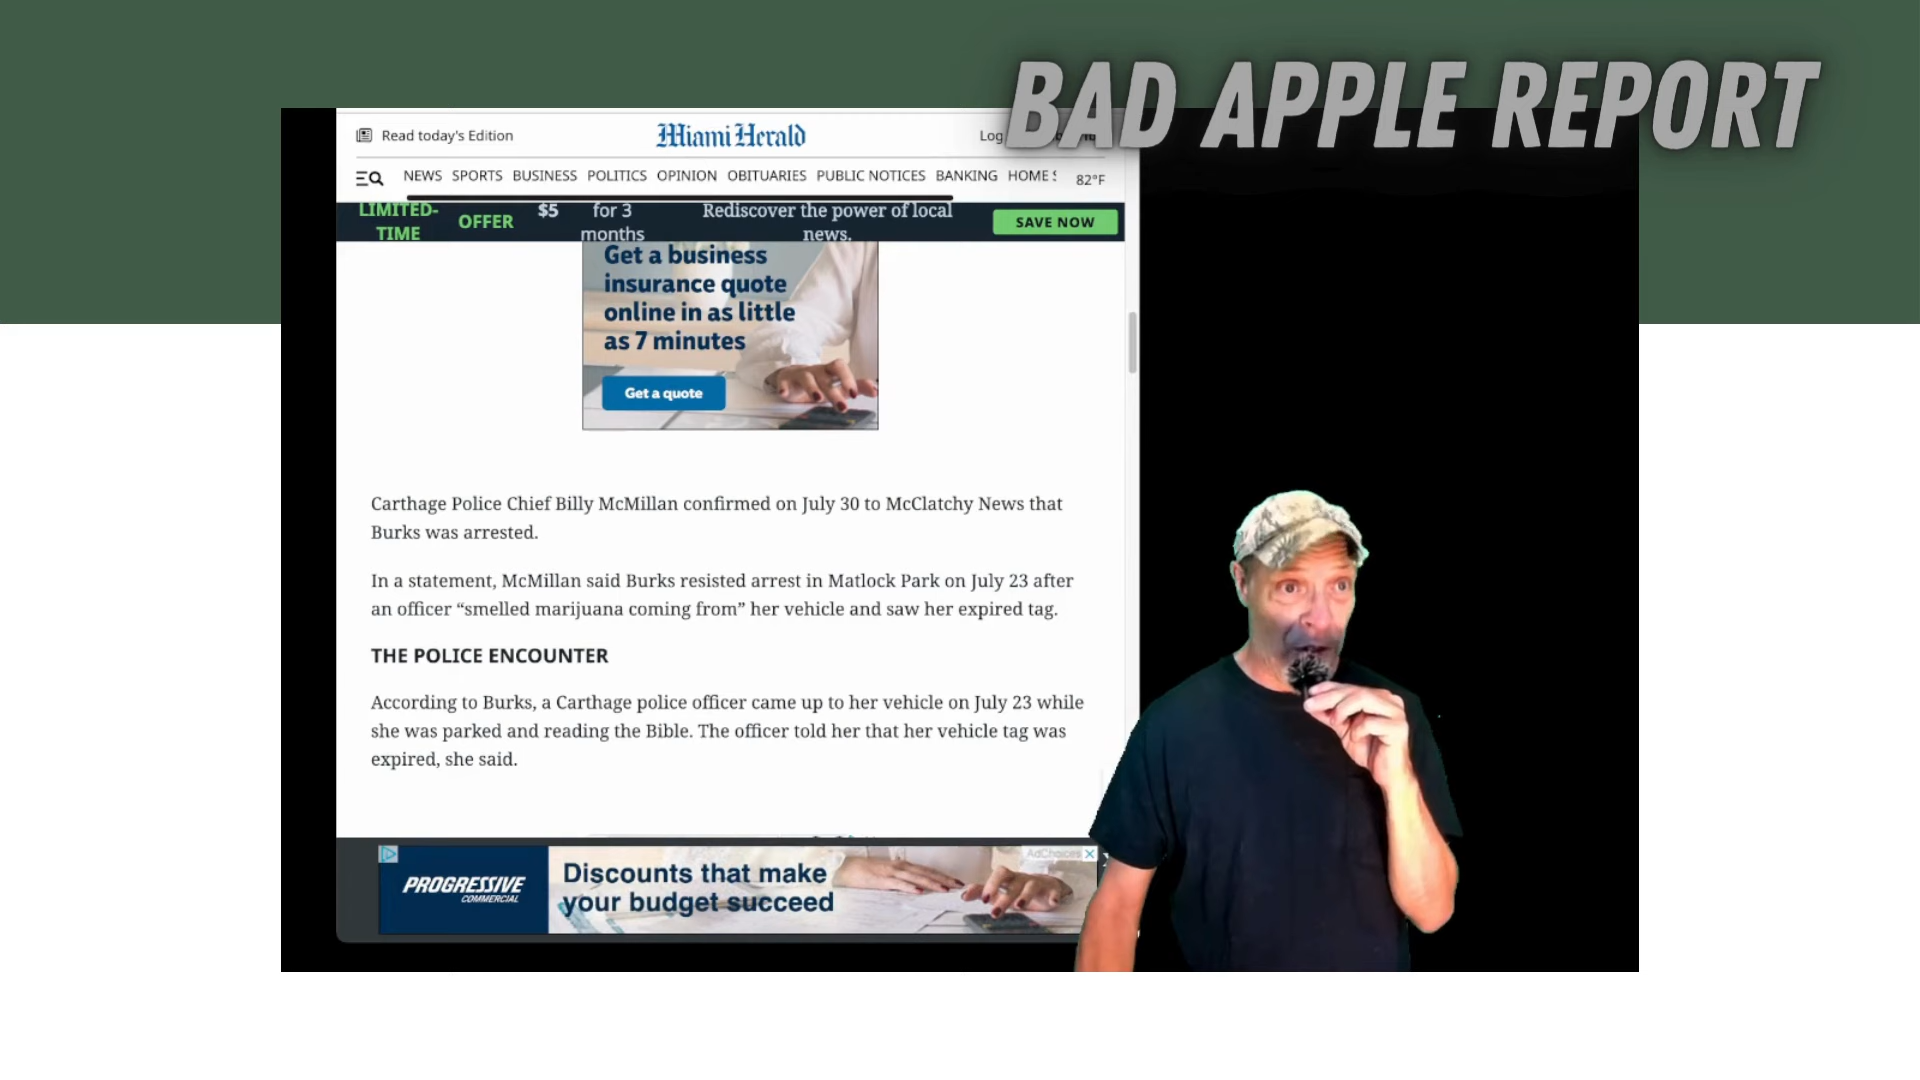 BAD APPLE REPORT
Read today's Edition
Miami Herald
Log
NEWS SPORTS BUSINESS POLITICS OPINION OBITUARIES PUBLIC NOTICES BANKING HOME S
82°F
LIMITED-
TIME
OFFER
$5
for 3
months
Rediscover the power of local
news.
SAVE NOW
Get a business
insurance quote
online in as little
as 7 minutes
Get a quote
Carthage Police Chief Billy McMillan confirmed on July 30 to McClatchy News that
Burks was arrested.
In a statement, McMillan said Burks resisted arrest in Matlock Park on July 23 after
an officer “smelled marijuana coming from” her vehicle and saw her expired tag.
THE POLICE ENCOUNTER
According to Burks, a Carthage police officer came up to her vehicle on July 23 while
she was parked and reading the Bible. The officer told her that her vehicle tag was
expired, she said.
AdChoices
PROGRESSIVE
COMMERCIAL
Discounts that make
your budget succeed